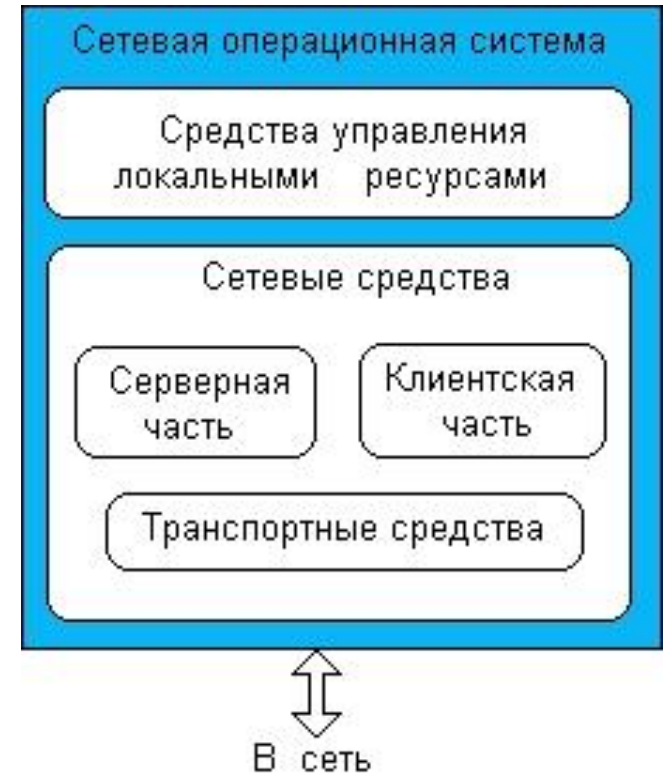 Сетевая операционная система
Средства управления
локальными ресурсами
Сетевые средства
Серверная
часть
Клиентская
часть
Транспортные средства
В сеть